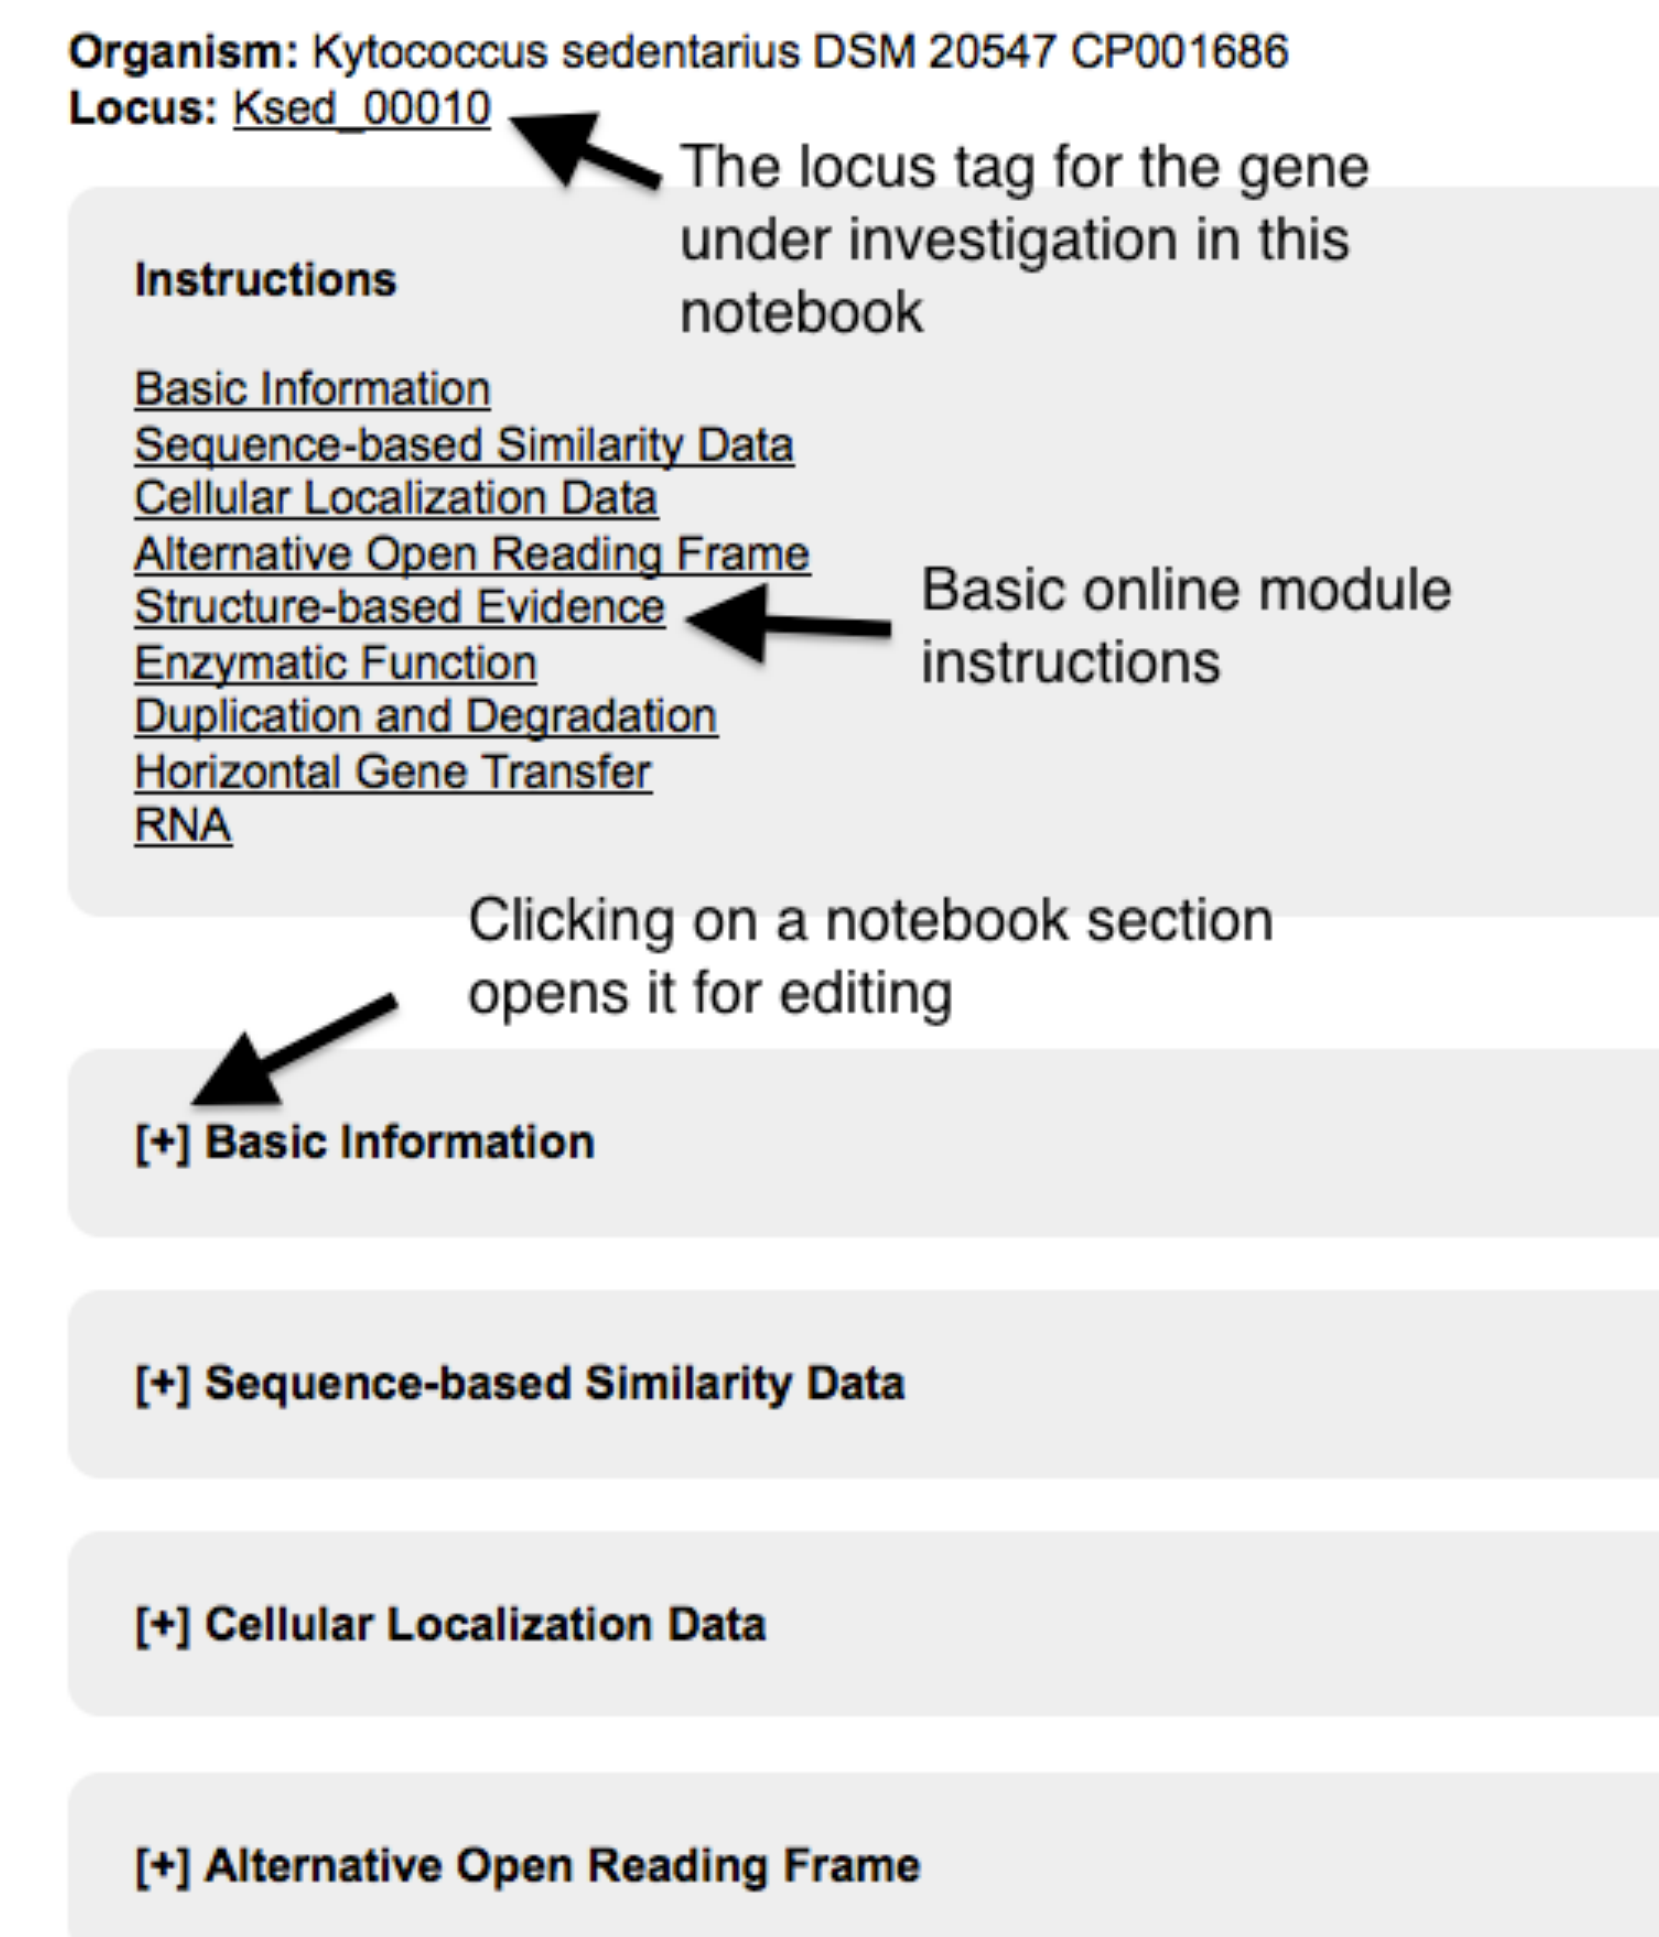 Organism: Kytococcus sedentarius DSM 20547 CP001686
Locus: Ksed_00010
The locus tag for the gene
under investigation in this
notebook
Instructions
Basic Information
Sequence-based Similarity Data
Cellular Localization Data
Alternative Open Reading Frame
Structure-based Evidence
Enzymatic Function
Duplication and Degradation
Horizontal Gene Transfer
RNA
Basic online module
instructions
Clicking on a notebook section
opens it for editing
[+] Basic Information
[+] Sequence-based Similarity Data
[+] Cellular Localization Data
[+] Alternative Open Reading Frame